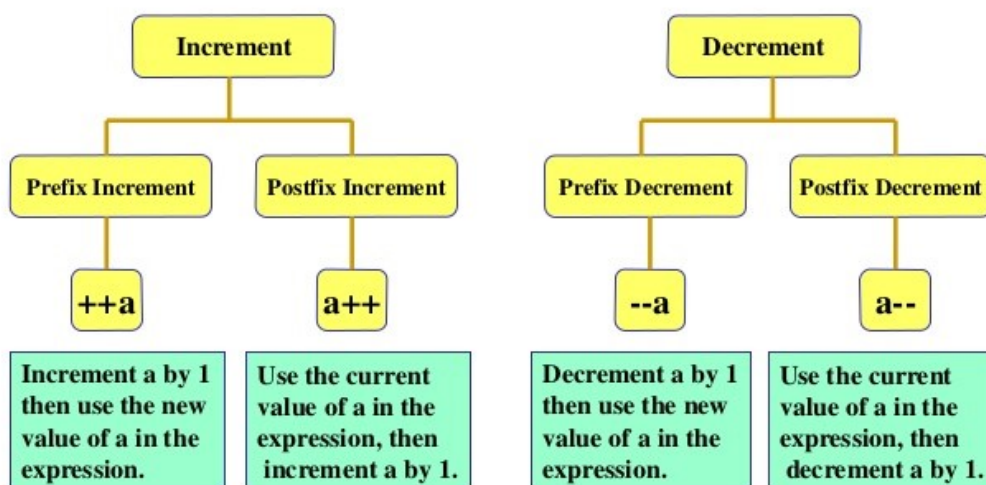 Increment
Decrement
Prefix Increment
Postfix Increment
Prefix Decrement
Postfix Decrement
++a
a++
--a
a--
Increment a by 1
then use the new
value of a in the
expression.
Use the current
value of a in the
expression, then
increment a by 1.
Decrement a by 1
then use the new
value of a in the
expression.
Use the current
value of a in the
expression, then
decrement a by 1.